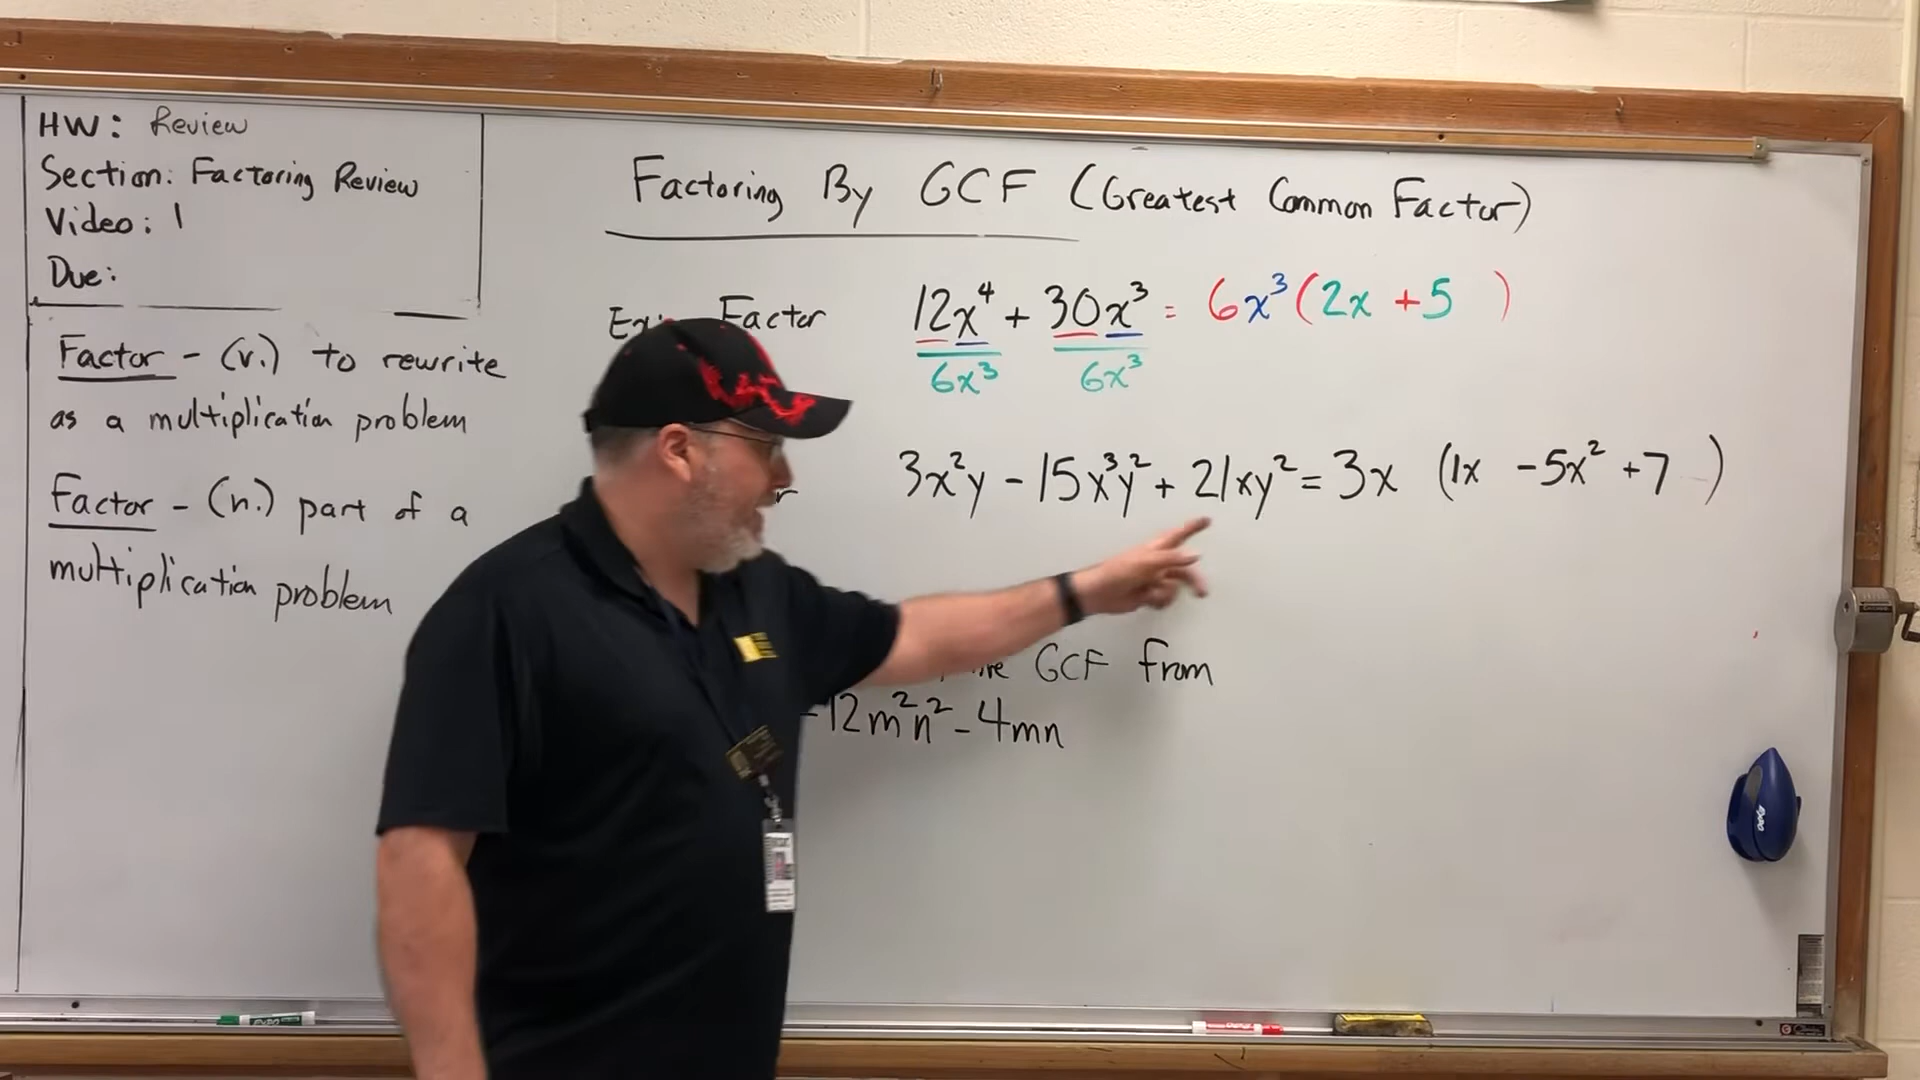 HW: Review
Section: Factoring Review
Video: 1
Due:
Factor - (v.) to rewrite
as a multiplication problem
Factor - (n.) part of a
multiplication problem
Factoring By GCF (Greatest Common Factor)
Factor 12x⁴ + 30x³ = 6x³(2x +5 )
6x³ 6x³
3x²y - 15x³y² + 21xy² = 3x (1x -5x² +7 )
GCF from
-12m²n² - 4mn
EXPO